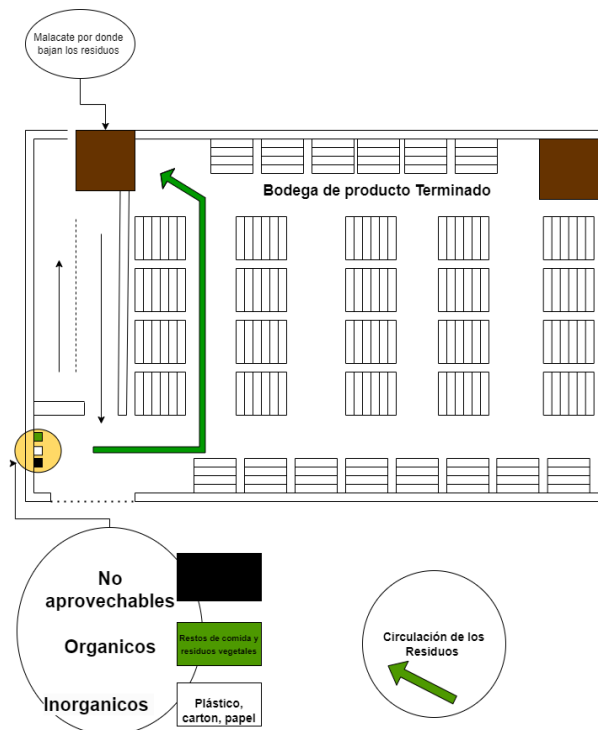 Malacate por donde
bajan los residuos
Bodega de producto Terminado
No
aprovechables
Organicos
Restos de comida y
residuos vegetales
Inorganicos
Plástico,
carton, papel
Circulación de los
Residuos